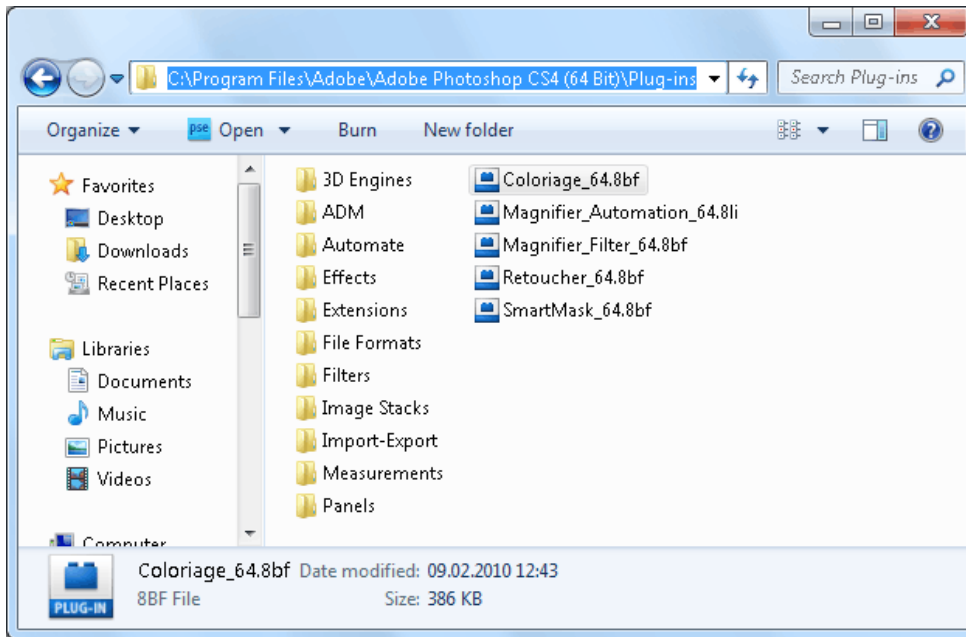 C:\Program Files\Adobe\Adobe Photoshop CS4 (64 Bit)\Plug-ins
Search Plug-ins
Organize
pse Open
Burn
New folder
Favorites
Desktop
Downloads
Recent Places
Libraries
Documents
Music
Pictures
Videos
Computer
3D Engines
ADM
Automate
Effects
Extensions
File Formats
Filters
Image Stacks
Import-Export
Measurements
Panels
Coloriage_64.8bf
Magnifier_Automation_64.8li
Magnifier_Filter_64.8bf
Retoucher_64.8bf
SmartMask_64.8bf
PLUG-IN
Coloriage_64.8bf Date modified: 09.02.2010 12:43
8BF File Size: 386 KB